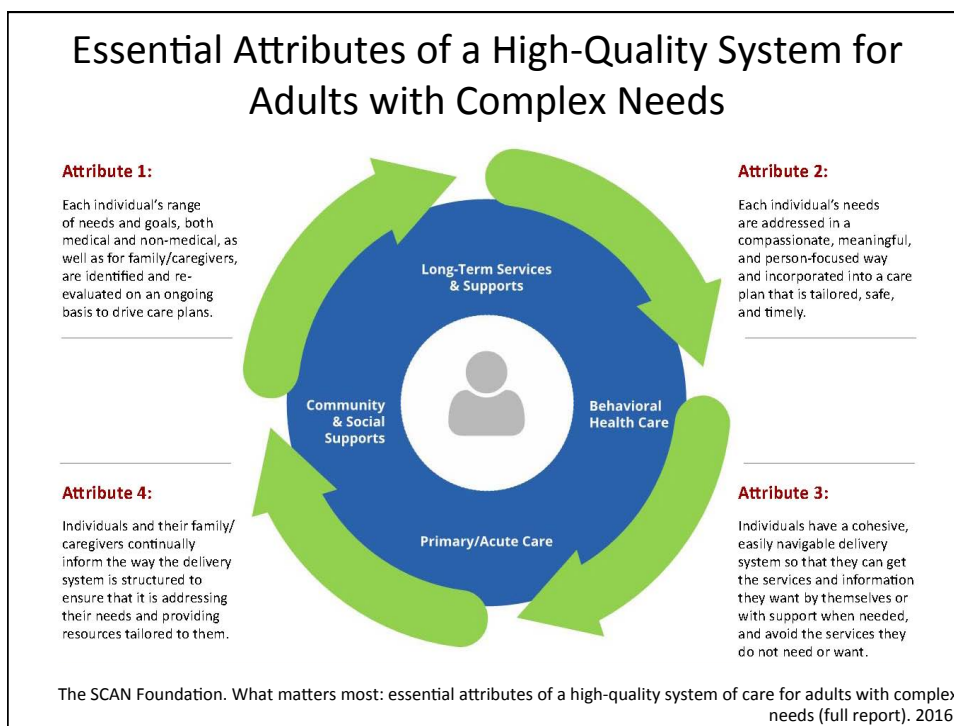 Essential Attributes of a High-Quality System for
Adults with Complex Needs
Attribute 1:
Each individual's range
of needs and goals, both
medical and non-medical, as
well as for family/caregivers,
are identified and re-
evaluated on an ongoing
basis to drive care plans.
Attribute 2:
Each individual's needs
are addressed in a
compassionate, meaningful,
and person-focused way
and incorporated into a care
plan that is tailored, safe,
and timely.
Long-Term Services
& Supports
Community
& Social
Supports
Behavioral
Health Care
Primary/Acute Care
Attribute 4:
Individuals and their family/
caregivers continually
inform the way the delivery
system is structured to
ensure that it is addressing
their needs and providing
resources tailored to them.
Attribute 3:
Individuals have a cohesive,
easily navigable delivery
system so that they can get
the services and information
they want by themselves or
with support when needed,
and avoid the services they
do not need or want.
The SCAN Foundation. What matters most: essential attributes of a high-quality system of care for adults with complex
needs (full report). 2016